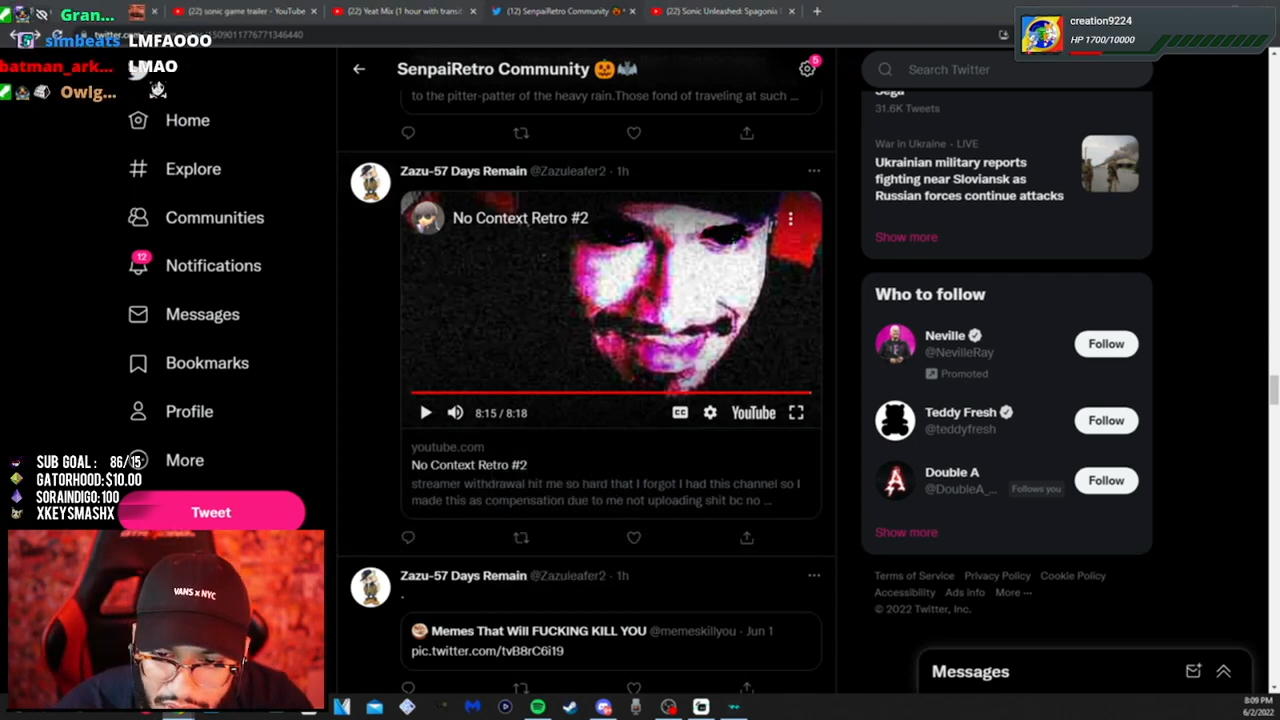 Gran...
simbeats LMFAOOO
batman_ark... LMAO
Owlg...
(22) sonic game trailer - YouTube
(22) Yeat Mix (1 hour with trans
(12) SenpaiRetro Community 🎃
(22) Sonic Unleashed: Spagonia
creation9224
HP 1700/10000
Home
Explore
Communities
12
Notifications
Messages
Bookmarks
Profile
More
Tweet
SUB GOAL : 86/15
GATORHOOD:$10.00
SORAINDIGO:100
XKEYSMASHX
VANS x NYC
SenpaiRetro Community 🎃🦇
5
to the pitter-patter of the heavy rain.Those fond of traveling at such ...
Zazu-57 Days Remain @Zazuleafer2 · 1h
No Context Retro #2
8:15 / 8:18
CC
YouTube
youtube.com
No Context Retro #2
streamer withdrawal hit me so hard that I forgot I had this channel so I
made this as compensation due to me not uploading shit bc no ...
Zazu-57 Days Remain @Zazuleafer2 · 1h
.
Memes That Will FUCKING KILL YOU @memeskillyou · Jun 1
pic.twitter.com/tvB8rC6i19
Search Twitter
Sega
31.6K Tweets
War in Ukraine · LIVE
Ukrainian military reports
fighting near Sloviansk as
Russian forces continue attacks
Show more
Who to follow
Neville
@NevilleRay
Promoted
Follow
Teddy Fresh
@teddyfresh
Follow
Double A
@DoubleA_... Follows you
Follow
Show more
Terms of Service Privacy Policy Cookie Policy
Accessibility Ads info More ···
© 2022 Twitter, Inc.
Messages
8:09 PM
6/2/2022